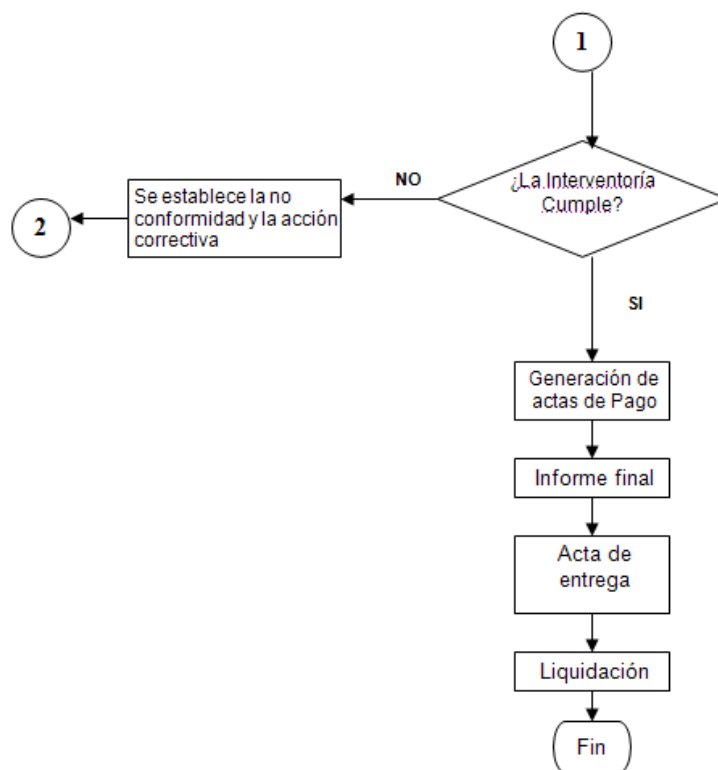 1
¿La Interventoría
Cumple?
NO
Se establece la no
conformidad y la acción
correctiva
2
SI
Generación de
actas de Pago
Informe final
Acta de
entrega
Liquidación
Fin